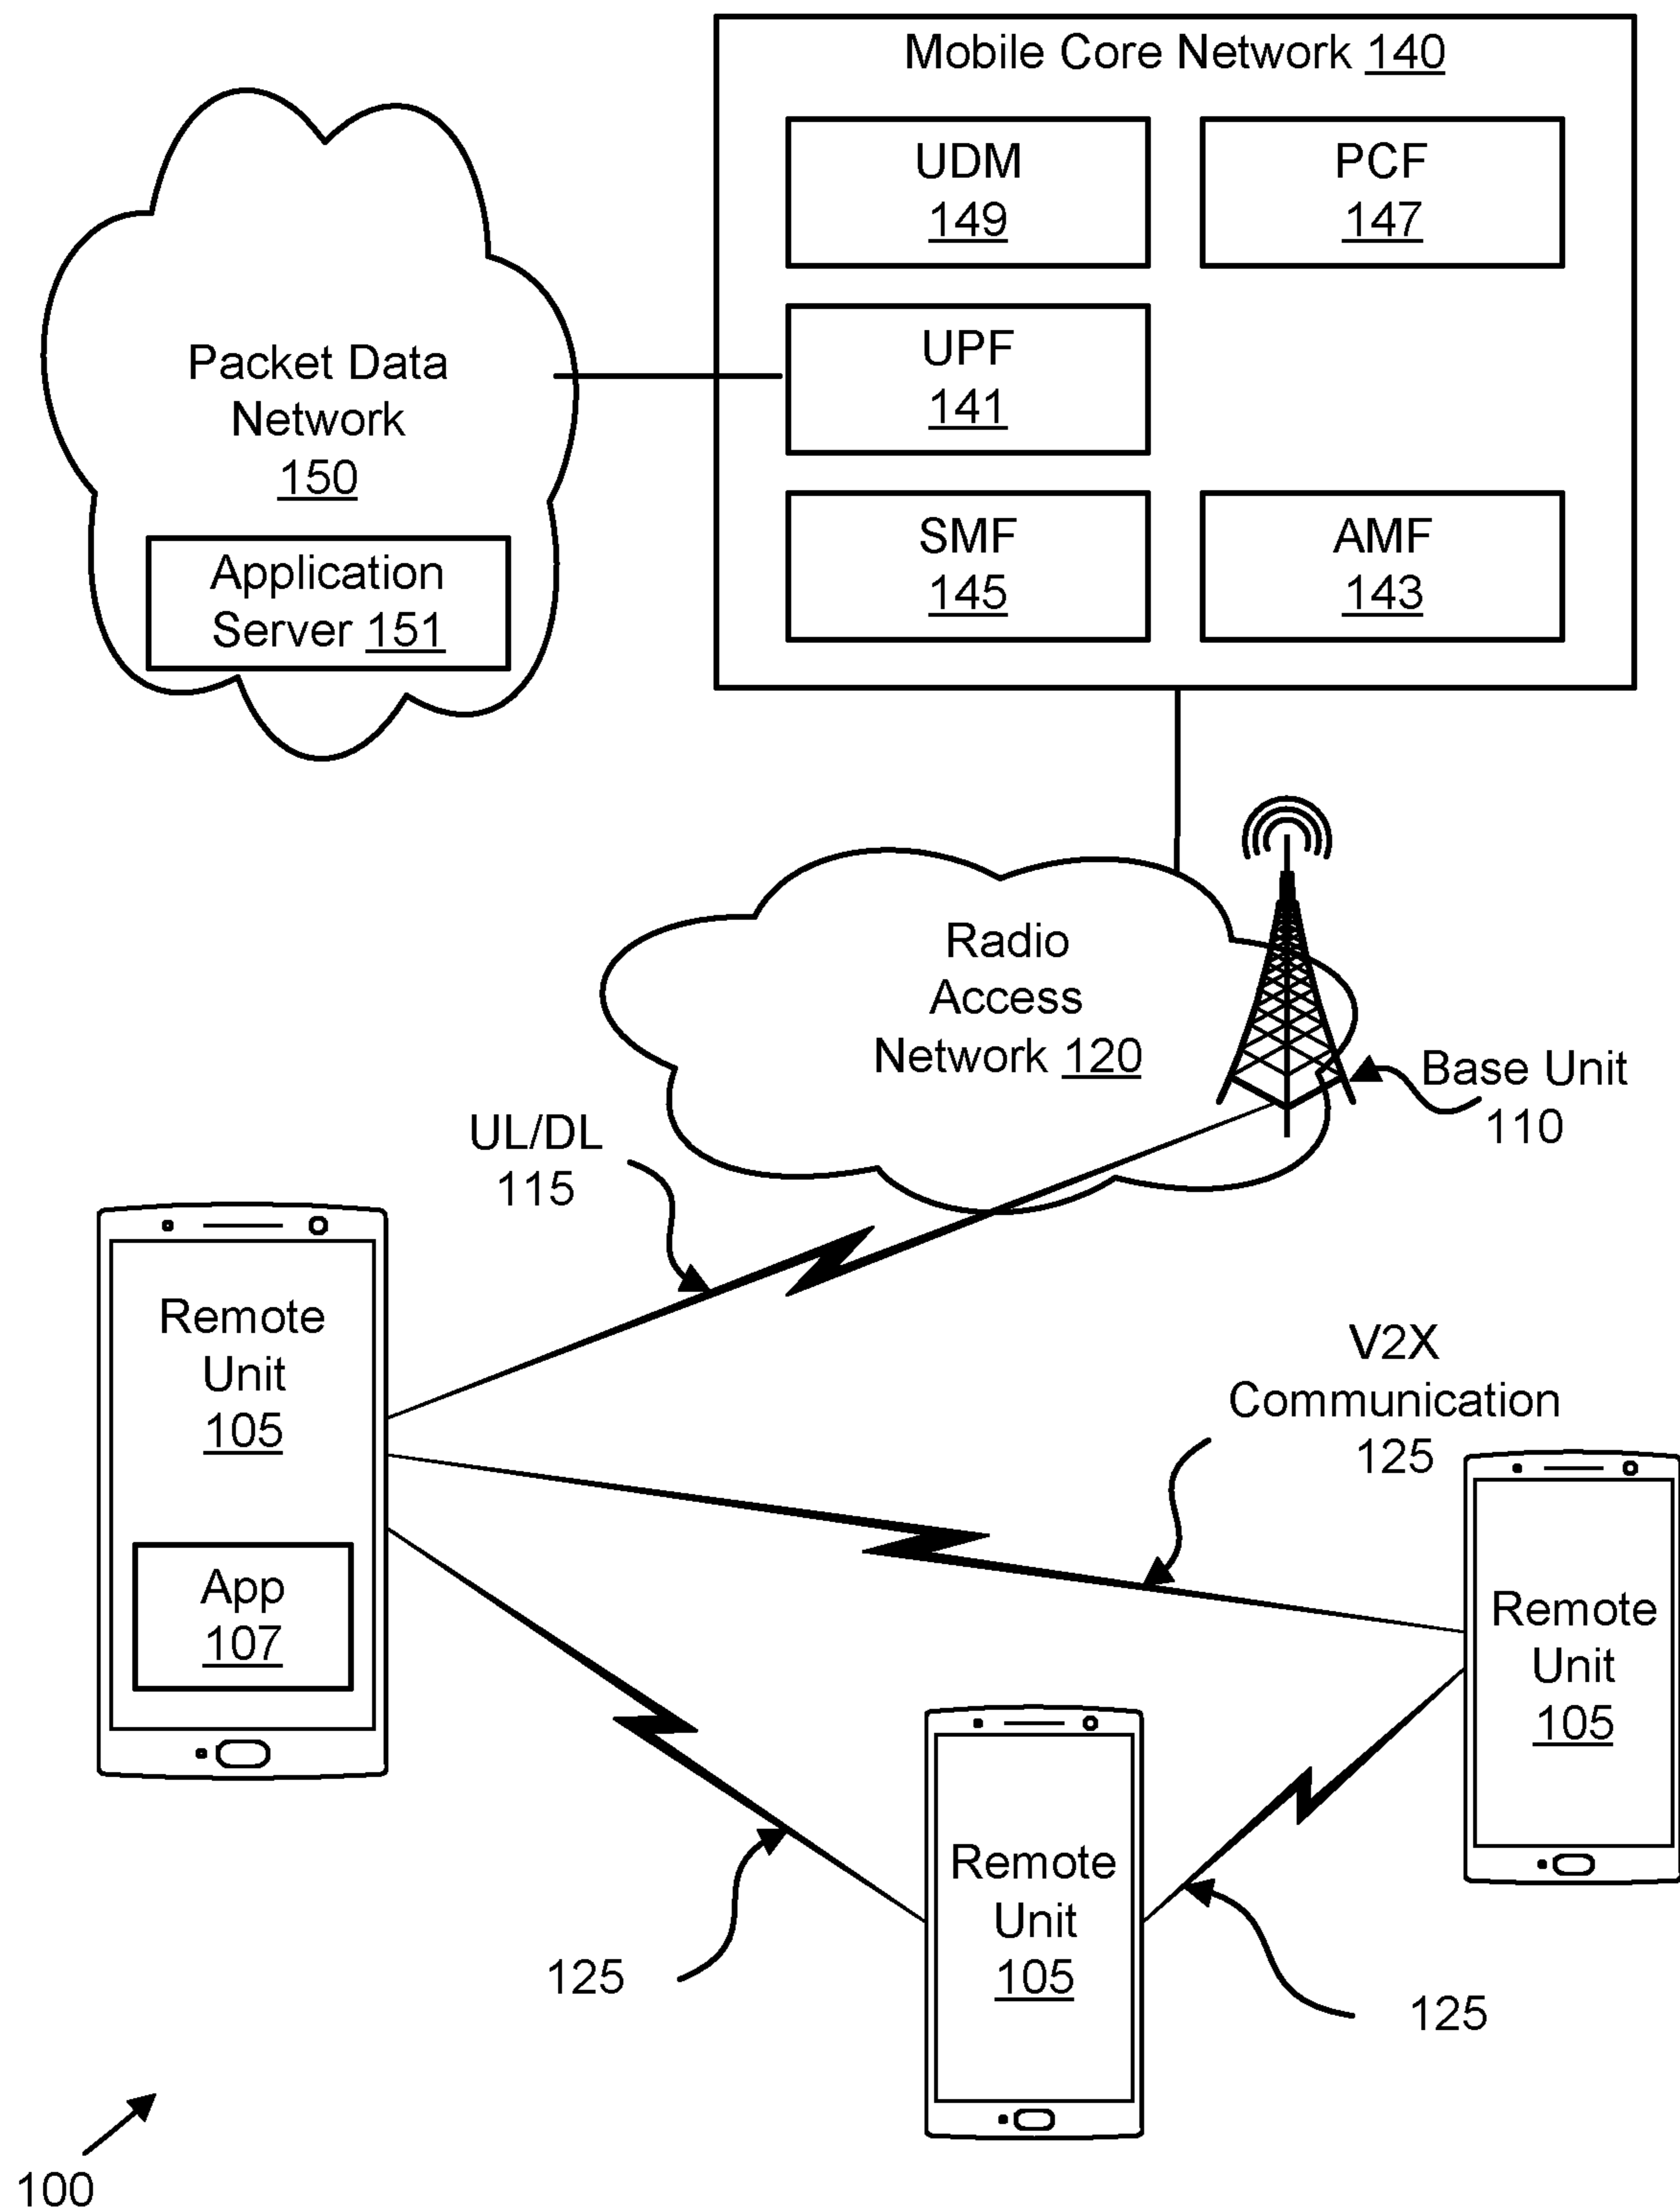 Mobile Core Network 140
UDM
149
PCF
147
UPF
141
SMF
145
AMF
143
Packet Data
Network
150
Application
Server 151
Radio
Access
Network 120
Base Unit
110
UL/DL
115
Remote
Unit
105
App
107
V2X
Communication
125
Remote
Unit
105
Remote
Unit
105
125
125
100